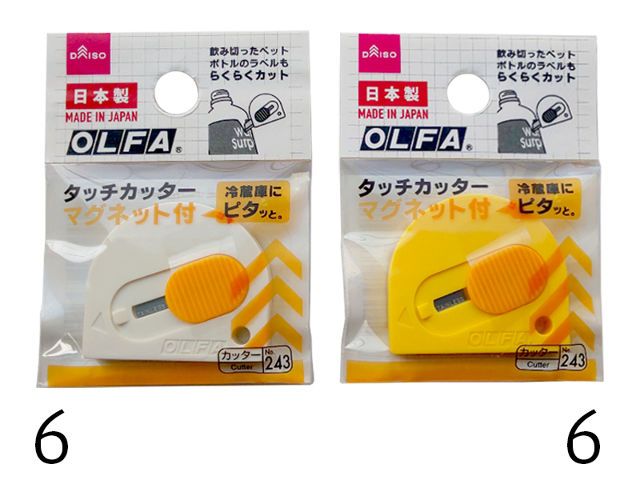 DAISO
飲み切ったペット
ボトルのラベルも
らくらくカット
日本製
MADE IN JAPAN
OLFA®
Wa
Surp
タッチカッター
マグネット付
冷蔵庫に
ピタッと。
OLFA
カッター
Cutter
No.
243
6
DAISO
飲み切ったペット
ボトルのラベルも
らくらくカット
日本製
MADE IN JAPAN
OLFA®
Wa
Surp
タッチカッター
マグネット付
冷蔵庫に
ピタッと。
OLFA
カッター
Cutter
No.
243
6